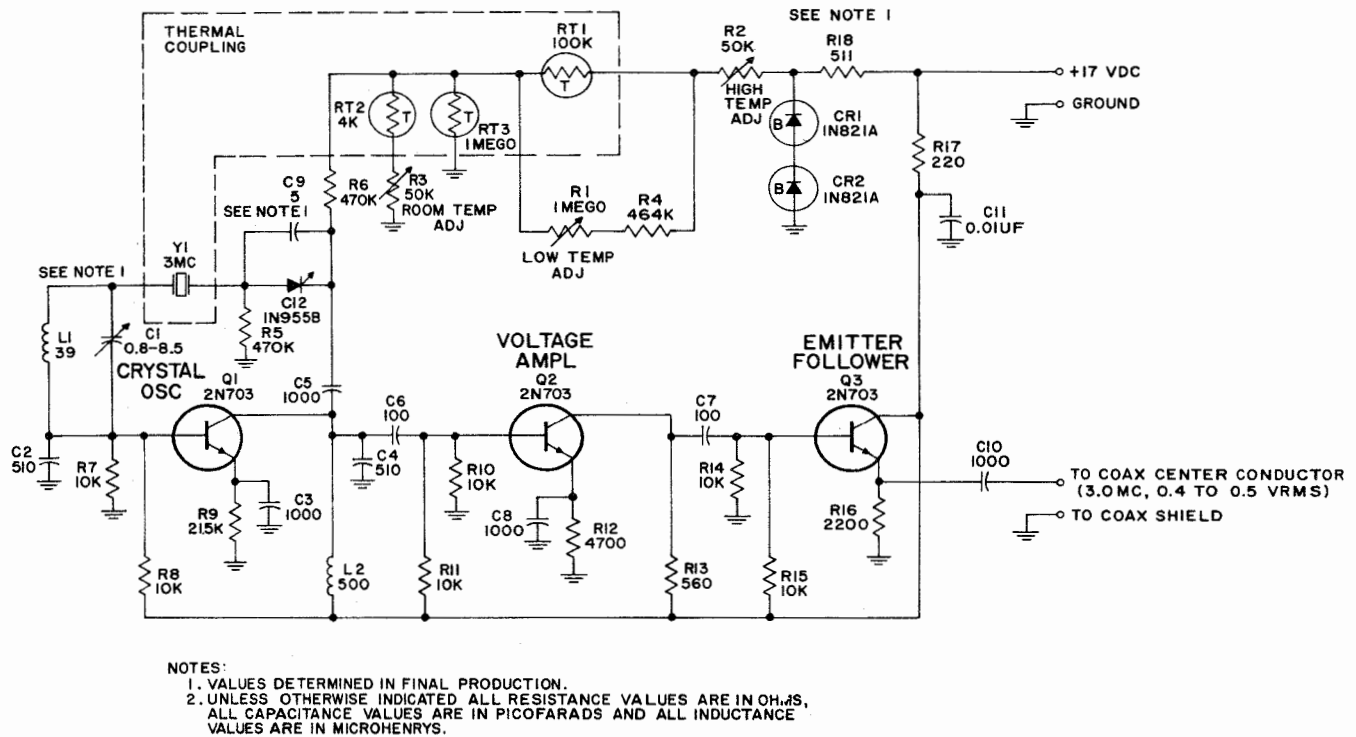 THERMAL
COUPLING
RT1
100K
T
RT2
4K
T
RT3
1MEGO
T
R2
50K
HIGH
TEMP
ADJ
SEE NOTE 1
R18
511
+17 VDC
GROUND
B
CR1
1N821A
B
CR2
1N821A
R17
220
C11
0.01UF
C9
5
SEE NOTE 1
R6
470K
R3
50K
ROOM TEMP
ADJ
R1
1MEGO
R4
464K
LOW TEMP
ADJ
SEE NOTE 1
Y1
3MC
C12
1N955B
R5
470K
L1
39
C1
0.8-8.5
CRYSTAL
OSC
Q1
2N703
C5
1000
VOLTAGE
AMPL
Q2
2N703
EMITTER
FOLLOWER
Q3
2N703
C2
510
R7
10K
C6
100
C4
510
R10
10K
C7
100
R14
10K
C10
1000
TO COAX CENTER CONDUCTOR
(3.0MC, 0.4 TO 0.5 VRMS)
TO COAX SHIELD
R9
21.5K
C3
1000
C8
1000
R12
4700
R16
2200
R8
10K
L2
500
R11
10K
R13
560
R15
10K
NOTES:
1. VALUES DETERMINED IN FINAL PRODUCTION.
2. UNLESS OTHERWISE INDICATED ALL RESISTANCE VALUES ARE IN OHMS,
ALL CAPACITANCE VALUES ARE IN PICOFARADS AND ALL INDUCTANCE
VALUES ARE IN MICROHENRYS.